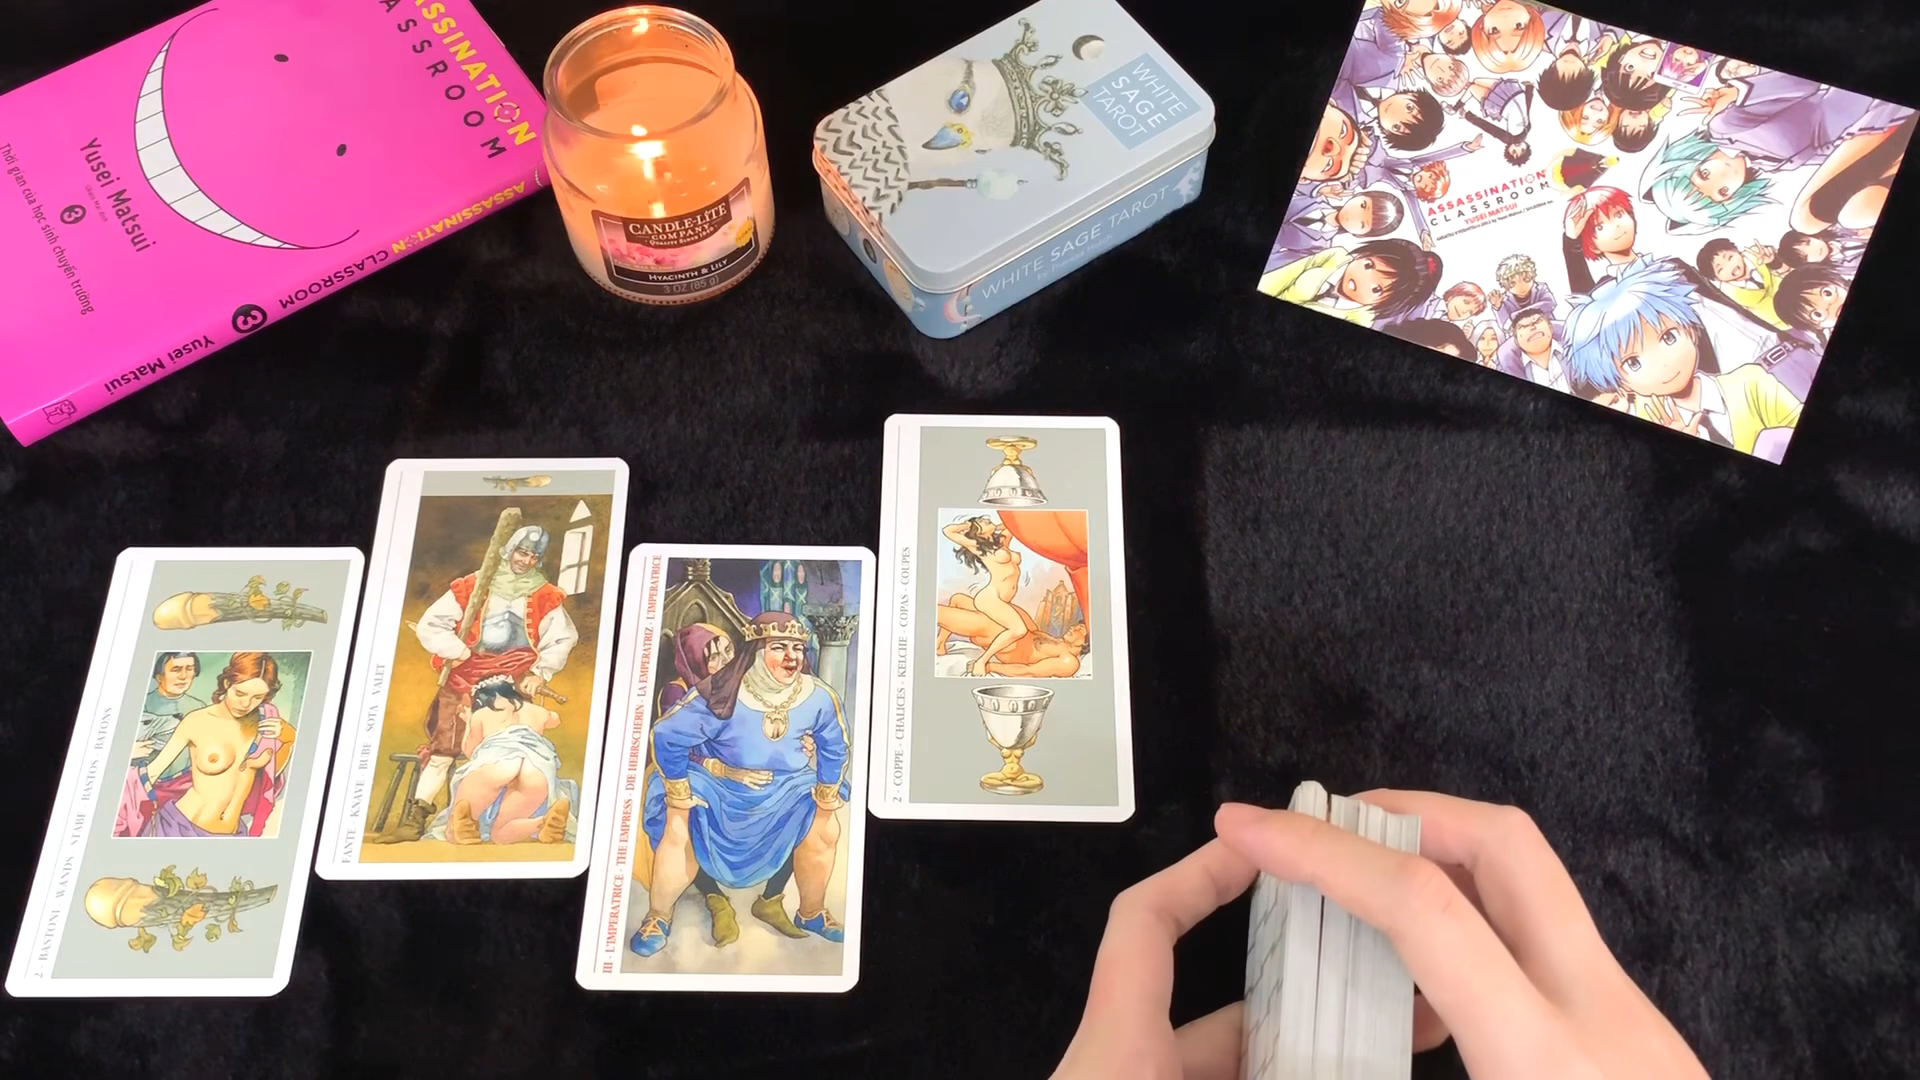 ASSASSINATION
CLASSROOM
Yusei Matsui
3
Thời gian của học sinh chuyển trường
ASSASSINATION CLASSROOM
3
Yusei Matsui
CANDLE-LITE
COMPANY
HYACINTH & LILY
3 OZ (85 g)
WHITE
SAGE
TAROT
WHITE SAGE TAROT
ASSASSINATION
CLASSROOM
YUSEI MATSUI
2 - BASTONI - WANDS - STÄBE - BASTOS - BATONS
FANTE - KNAVE - BUBE - SOTA - VALET
III - L'IMPERATRICE - THE EMPRESS - DIE HERRSCHERIN - LA EMPERATRIZ - L'IMPERATRICE
2 - COPPE - CHALICES - KELCHE - COPAS - COUPES